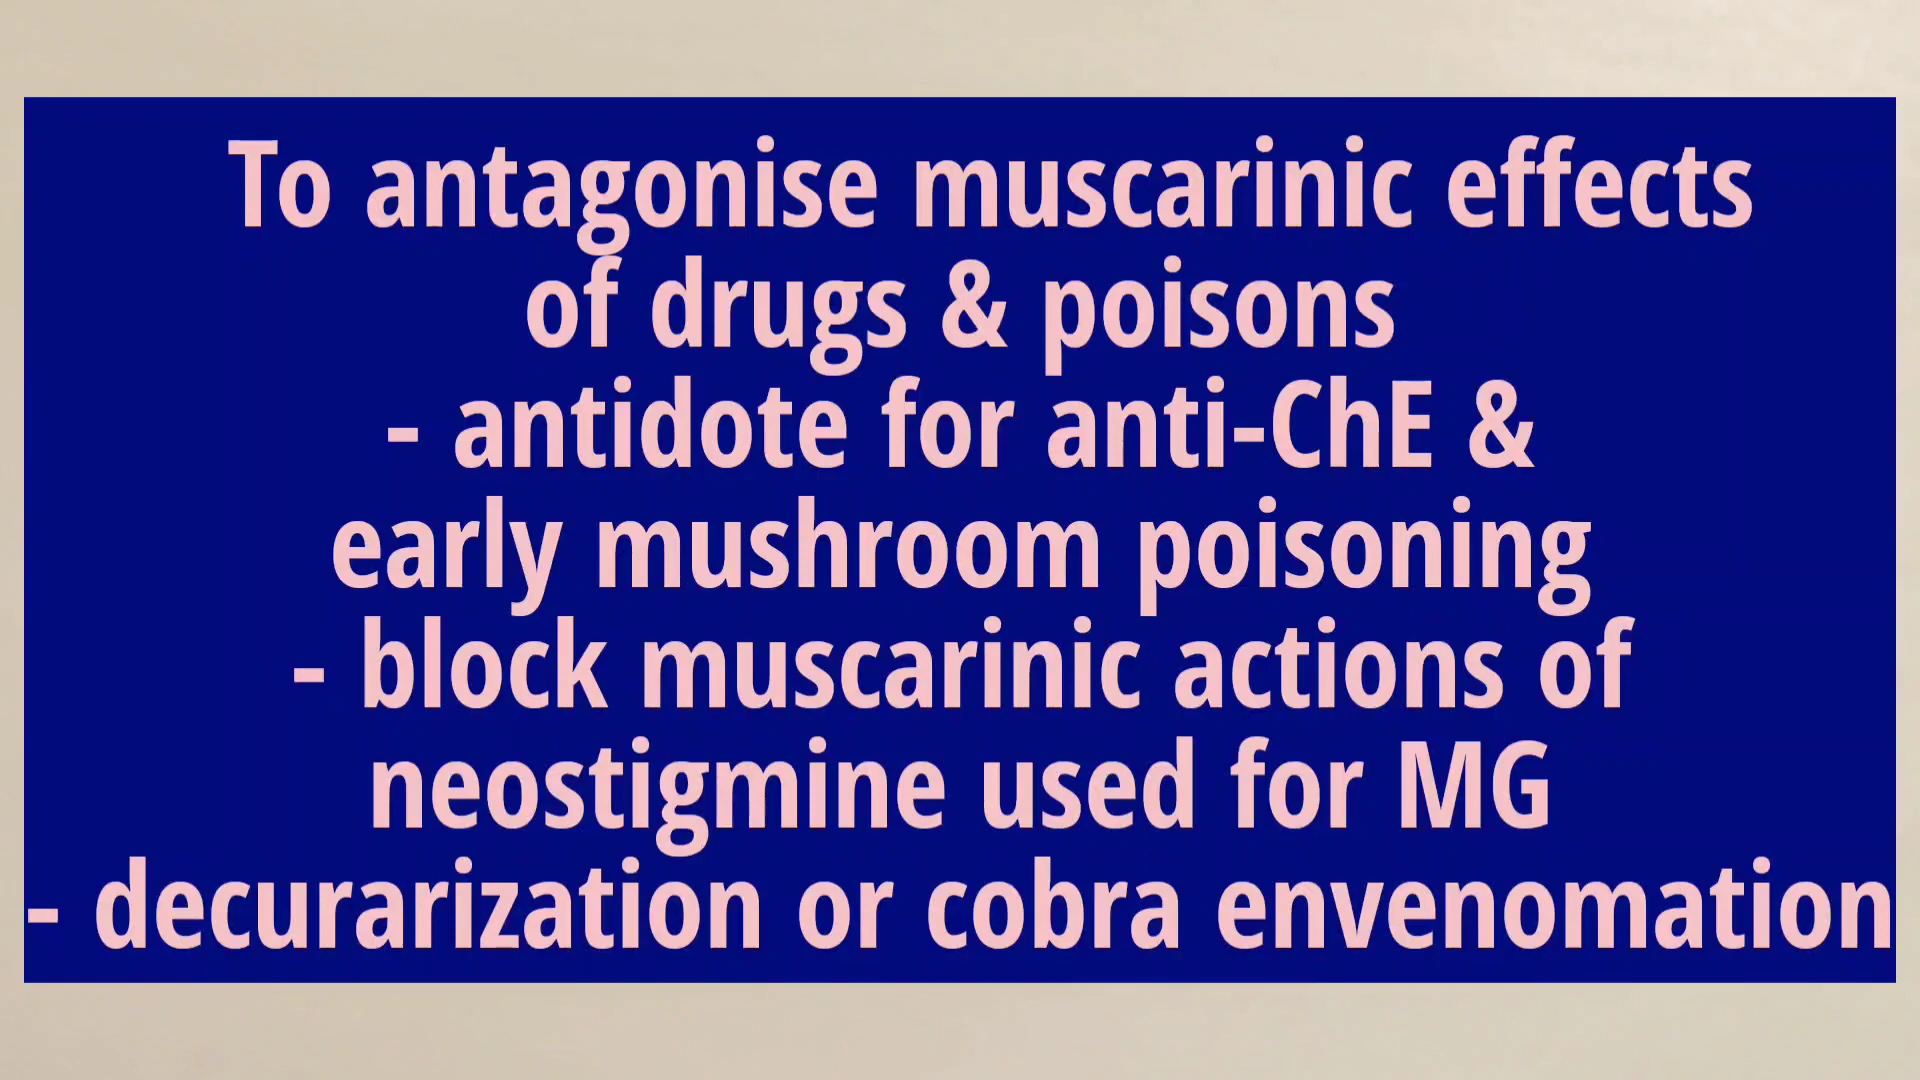 To antagonise muscarinic effects
of drugs & poisons
- antidote for anti-ChE &
early mushroom poisoning
- block muscarinic actions of
neostigmine used for MG
- decurarization or cobra envenomation